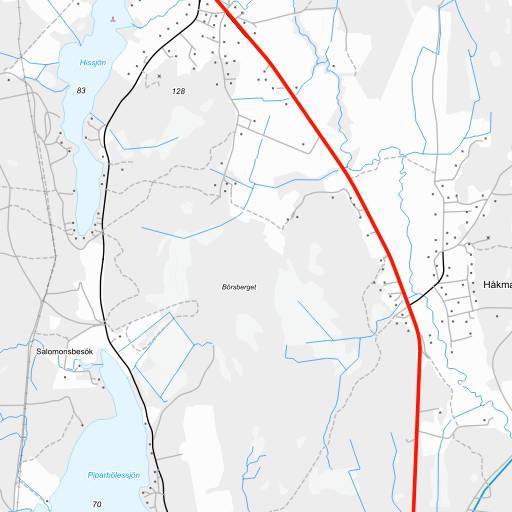 Hissjön
83
128
Börsberget
Håkma
Salomonsbesök
Piparbölessjön
70